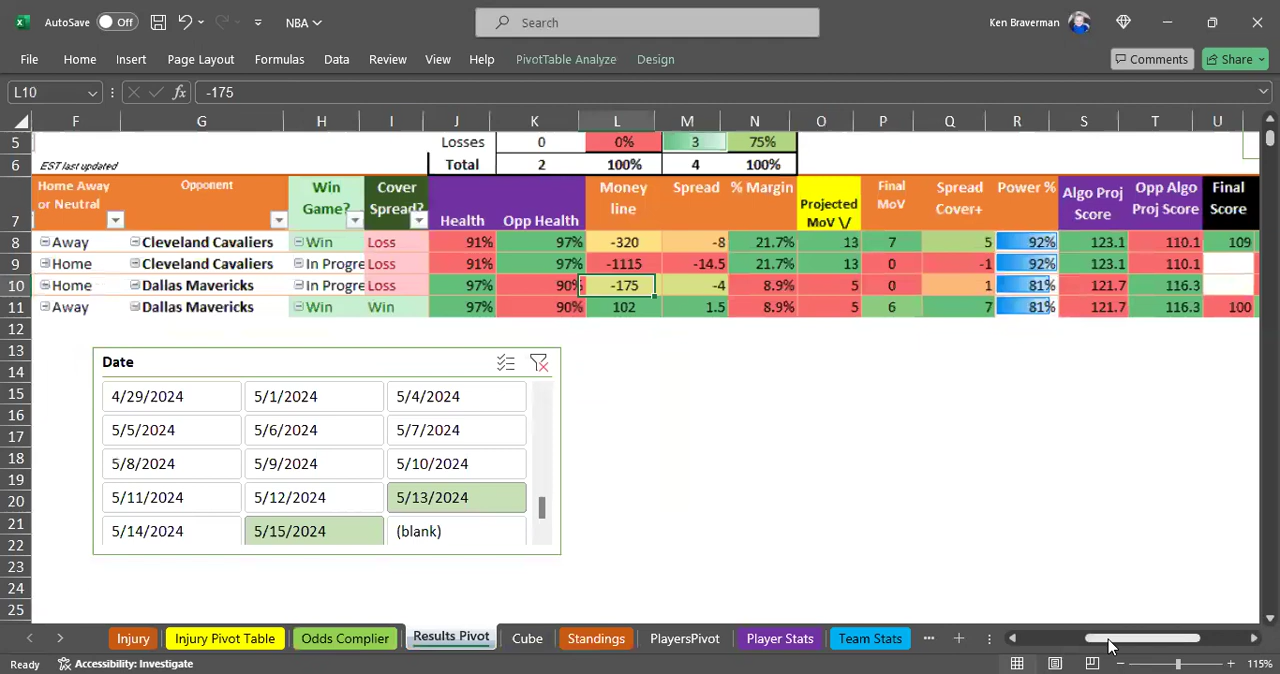 AutoSave Off NBA Search Ken Braverman
File Home Insert Page Layout Formulas Data Review View Help PivotTable Analyze Design Comments Share
L10 fx -175
F G H I J K L M N O P Q R S T U
5 Losses 0 0% 3 75%
6 EST last updated Total 2 100% 4 100%
7 Home Away or Neutral Opponent Win Game? Cover Spread? Health Opp Health Money line Spread % Margin Projected MoV \/ Final MoV Spread Cover+ Power % Algo Proj Score Opp Algo Proj Score Final Score
8 Away Cleveland Cavaliers Win Loss 91% 97% -320 -8 21.7% 13 7 5 92% 123.1 110.1 109
9 Home Cleveland Cavaliers In Progre Loss 91% 97% -1115 -14.5 21.7% 13 0 -1 92% 123.1 110.1
10 Home Dallas Mavericks In Progre Loss 97% 90% -175 -4 8.9% 5 0 1 81% 121.7 116.3
11 Away Dallas Mavericks Win Win 97% 90% 102 1.5 8.9% 5 6 7 81% 121.7 116.3 100
12
13
14 Date
15 4/29/2024 5/1/2024 5/4/2024
16
17 5/5/2024 5/6/2024 5/7/2024
18 5/8/2024 5/9/2024 5/10/2024
19
20 5/11/2024 5/12/2024 5/13/2024
21 5/14/2024 5/15/2024 (blank)
22
23
24
25
Injury Injury Pivot Table Odds Complier Results Pivot Cube Standings PlayersPivot Player Stats Team Stats
Ready Accessibility: Investigate 115%